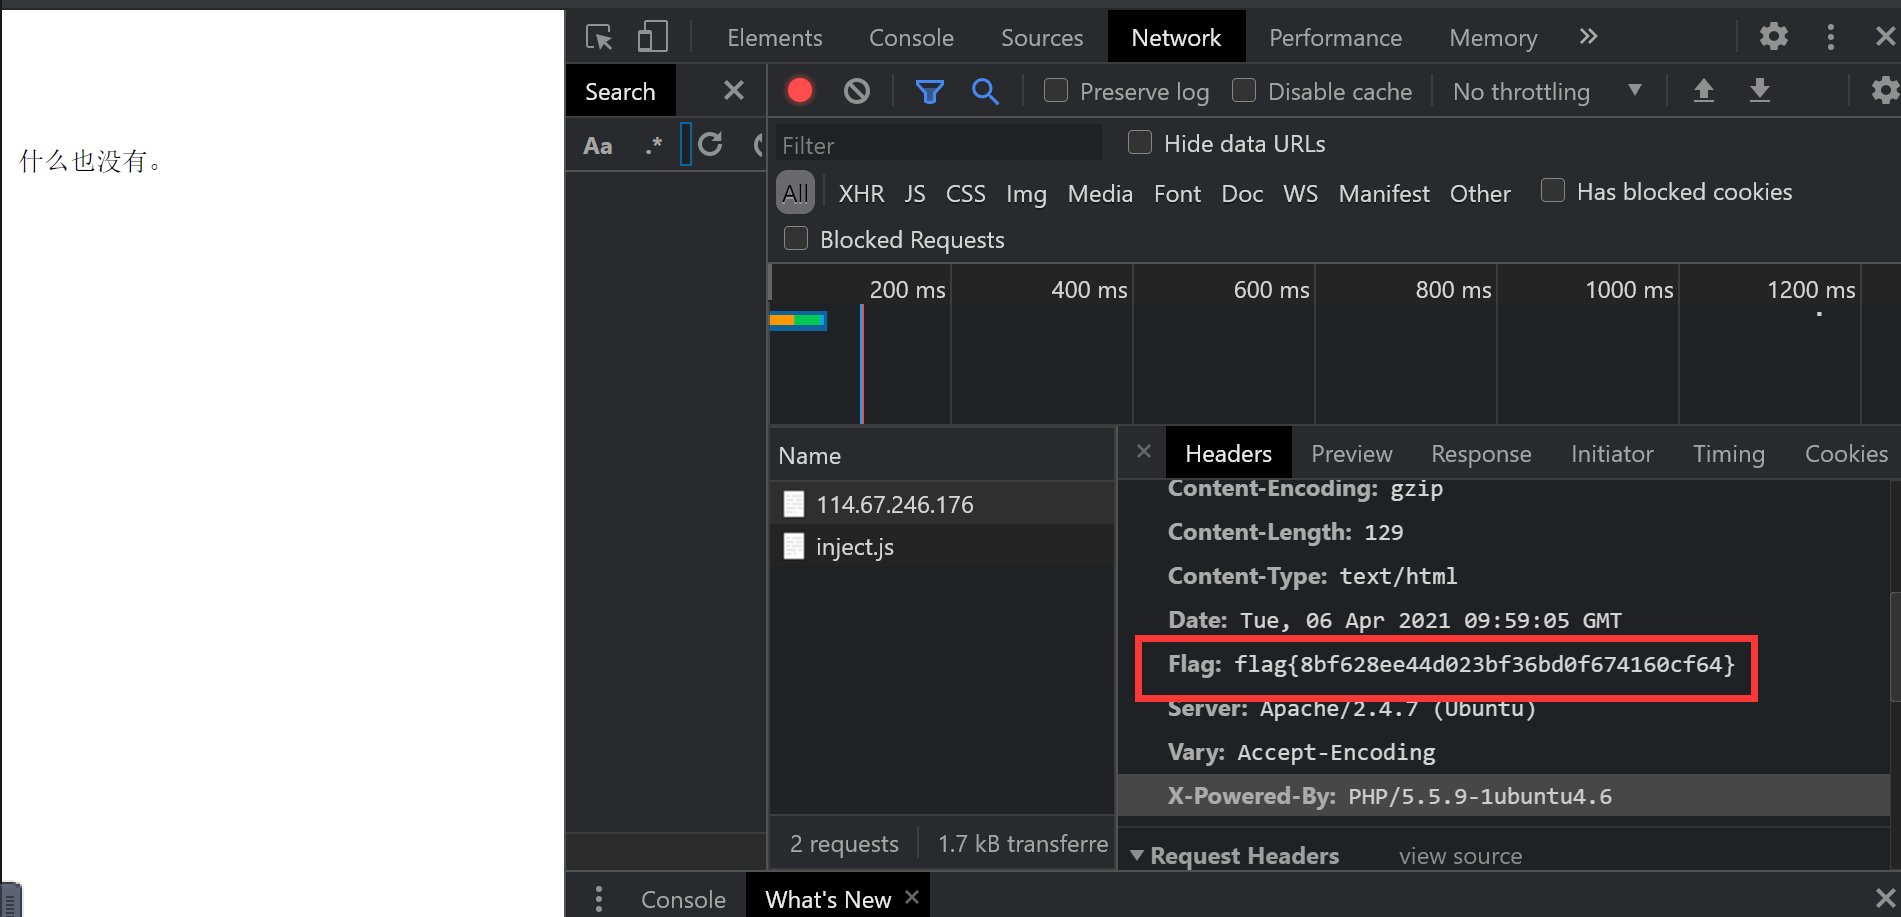 什么也没有。
Elements Console Sources Network Performance Memory
Search
Preserve log Disable cache No throttling
Aa .*
Filter
Hide data URLs
All XHR JS CSS Img Media Font Doc WS Manifest Other Has blocked cookies
Blocked Requests
200 ms 400 ms 600 ms 800 ms 1000 ms 1200 ms
Name
114.67.246.176
inject.js
2 requests 1.7 kB transferre
Headers Preview Response Initiator Timing Cookies
Content-Encoding: gzip
Content-Length: 129
Content-Type: text/html
Date: Tue, 06 Apr 2021 09:59:05 GMT
Flag: flag{8bf628ee44d023bf36bd0f674160cf64}
Server: Apache/2.4.7 (Ubuntu)
Vary: Accept-Encoding
X-Powered-By: PHP/5.5.9-1ubuntu4.6
Request Headers view source
Console What's New